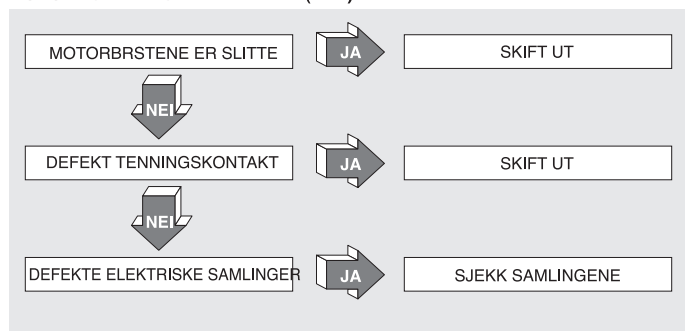 MOTORBRSTENE ER SLITTE
JA
SKIFT UT
NEI
DEFEKT TENNINGSKONTAKT
JA
SKIFT UT
NEI
DEFEKTE ELEKTRISKE SAMLINGER
JA
SJEKK SAMLINGENE